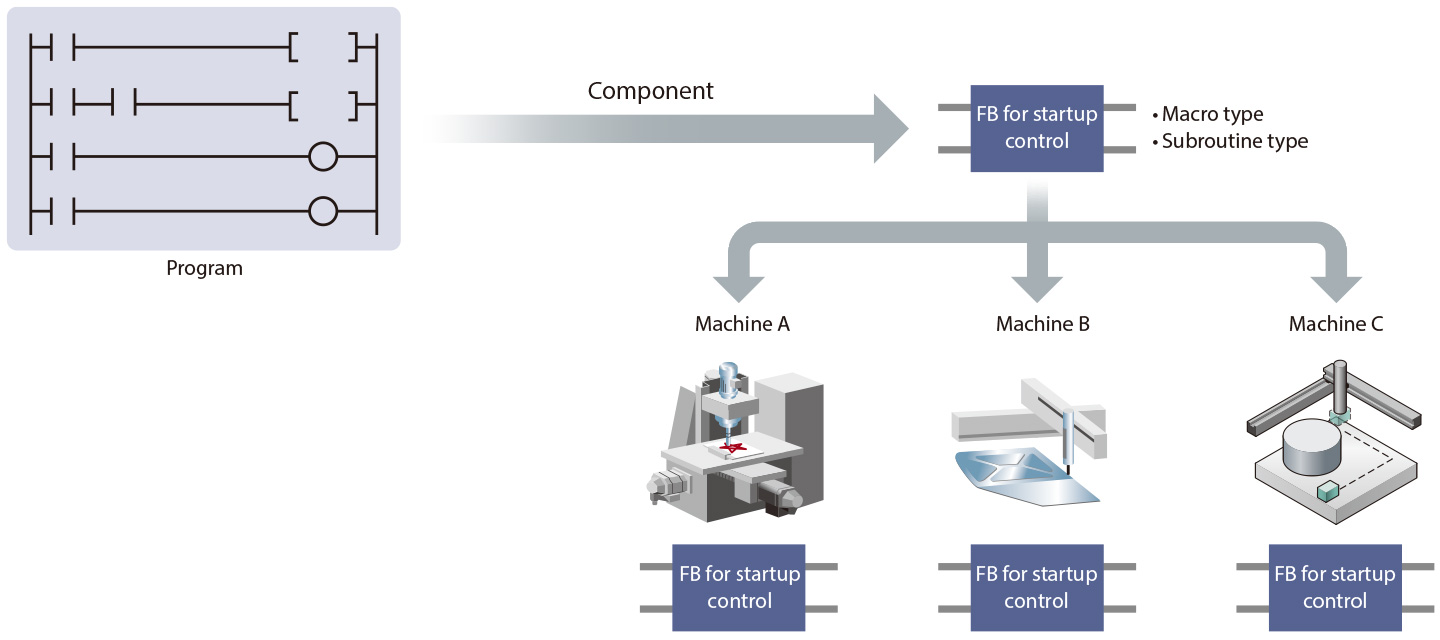 Component
FB for startup
control
• Macro type
• Subroutine type
Program
Machine A
Machine B
Machine C
FB for startup
control
FB for startup
control
FB for startup
control